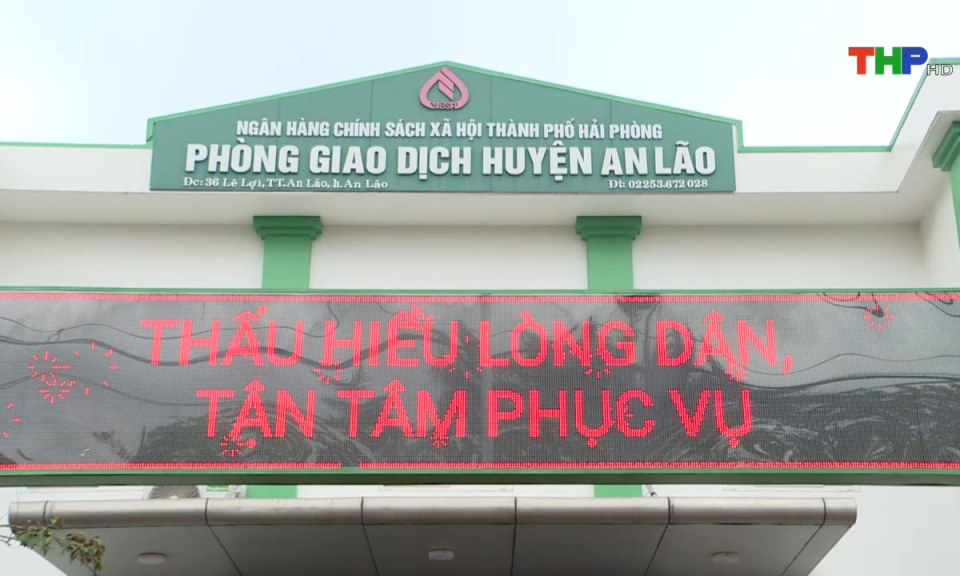 THPHD
VBSP
NGÂN HÀNG CHÍNH SÁCH XÃ HỘI THÀNH PHỐ HẢI PHÒNG
PHÒNG GIAO DỊCH HUYỆN AN LÃO
Đc: 36 Lê Lợi, TT.An Lão, h.An Lão Đt: 02253.672 028
THẤU HIỂU LÒNG DÂN,
TẬN TÂM PHỤC VỤ